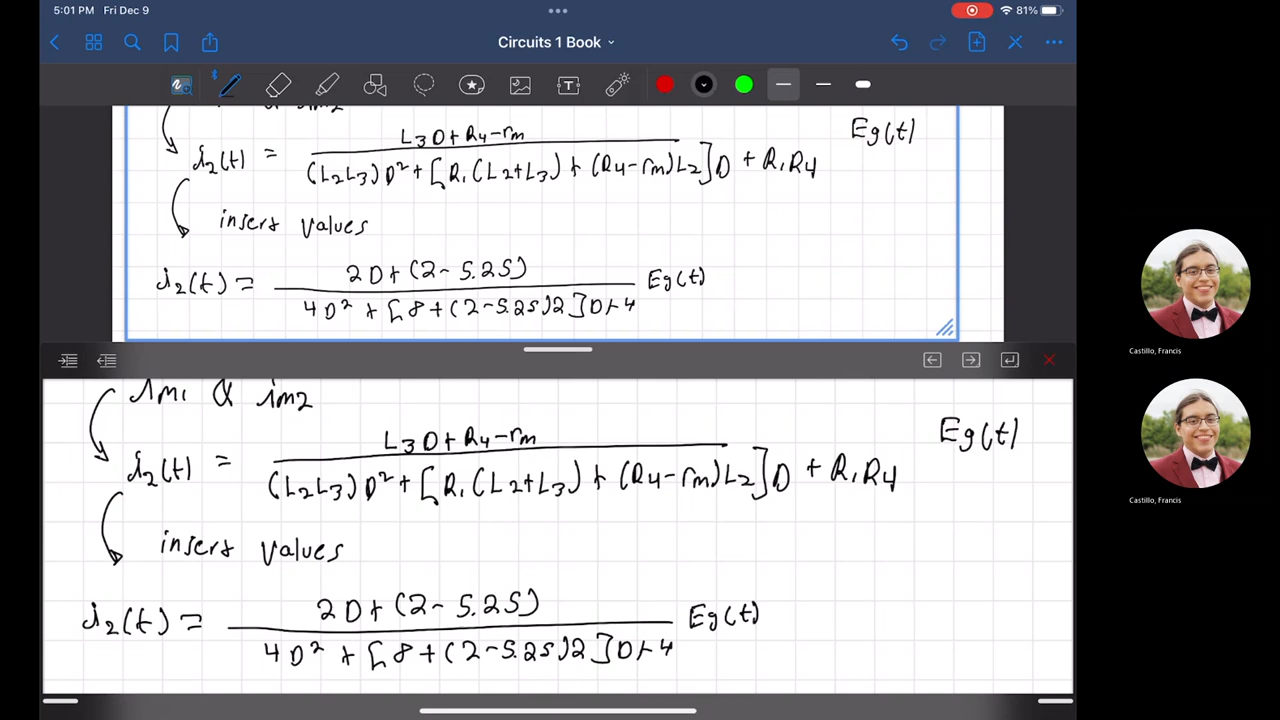 5:01 PM Fri Dec 9
81%
Circuits 1 Book
im2
L3D+R4-rm
i2(t) = Eg(t)
(L2L3)D²+[R1(L2+L3)+(R4-rm)L2]D+R1R4
insert values
2D+(2-5.25)
i2(t)= Eg(t)
4D²+[8+(2-5.25)2]D+4
im1 & im2
L3D+R4-rm
i2(t) = Eg(t)
(L2L3)D²+[R1(L2+L3)+(R4-rm)L2]D+R1R4
insert values
2D+(2-5.25)
i2(t)= Eg(t)
4D²+[8+(2-5.25)2]D+4
Castillo, Francis
Castillo, Francis